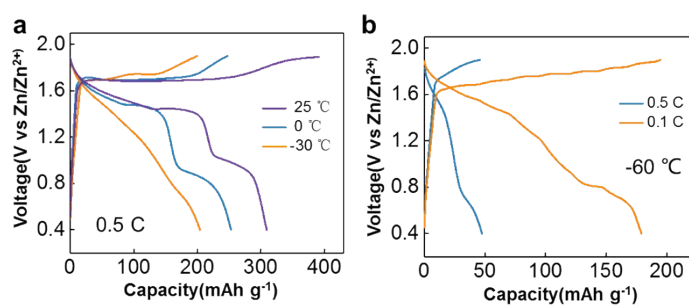 a
2.0
1.6
1.2
0.8
0.4
Voltage(V vs Zn/Zn²⁺)
25 ℃
0 ℃
-30 ℃
0.5 C
0
100
200
300
400
Capacity(mAh g⁻¹)
b
2.0
1.6
1.2
0.8
0.4
Voltage(V vs Zn/Zn²⁺)
0.5 C
0.1 C
-60 ℃
0
50
100
150
200
Capacity(mAh g⁻¹)